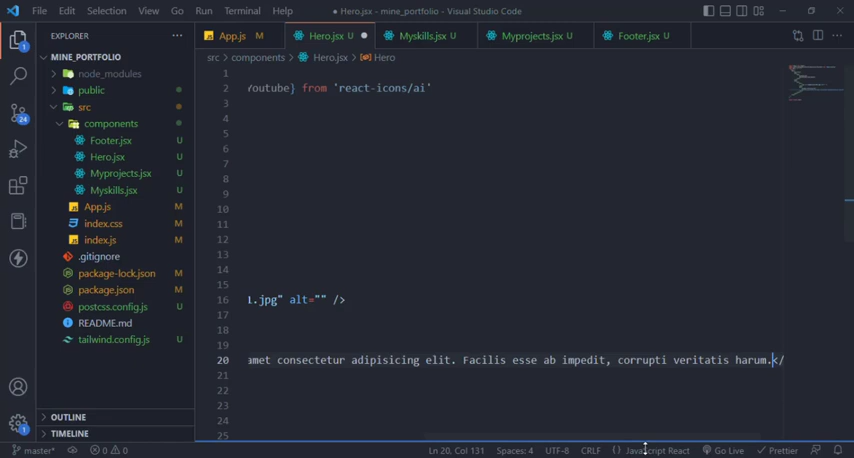 File Edit Selection View Go Run Terminal Help ● Hero.jsx - mine_portfolio - Visual Studio Code
EXPLORER ···
App.js M
Hero.jsx U ●
Myskills.jsx U
Myprojects.jsx U
Footer.jsx U
src > components > Hero.jsx > Hero
MINE_PORTFOLIO
node_modules
public
src
components
Footer.jsx U
Hero.jsx U
Myprojects.jsx U
Myskills.jsx U
App.js M
index.css M
index.js M
.gitignore
package-lock.json M
package.json M
postcss.config.js U
README.md
tailwind.config.js U
OUTLINE
TIMELINE
1
24
1
1
2 Youtube} from 'react-icons/ai'
3
4
5
6
7
8
9
10
11
12
13
14
15
16 1.jpg" alt="" />
17
18
19
20 amet consectetur adipisicing elit. Facilis esse ab impedit, corrupti veritatis harum.</
21
22
23
24
25
master* 0 0 Ln 20, Col 131 Spaces: 4 UTF-8 CRLF {} JavaScript React Go Live Prettier